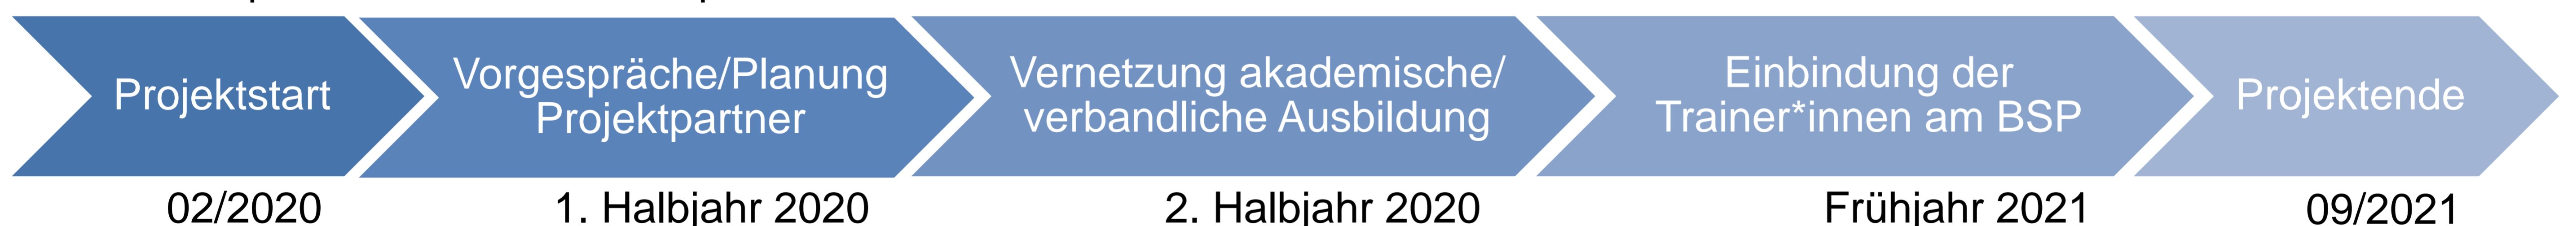 Projektstart
Vorgespräche/Planung
Projektpartner
Vernetzung akademische/
verbandliche Ausbildung
Einbindung der
Trainer*innen am BSP
Projektende
02/2020
1. Halbjahr 2020
2. Halbjahr 2020
Frühjahr 2021
09/2021